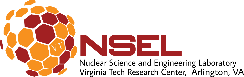 NSEL
Nuclear Science and Engineering Laboratory
Virginia Tech Research Center, Arlington, VA